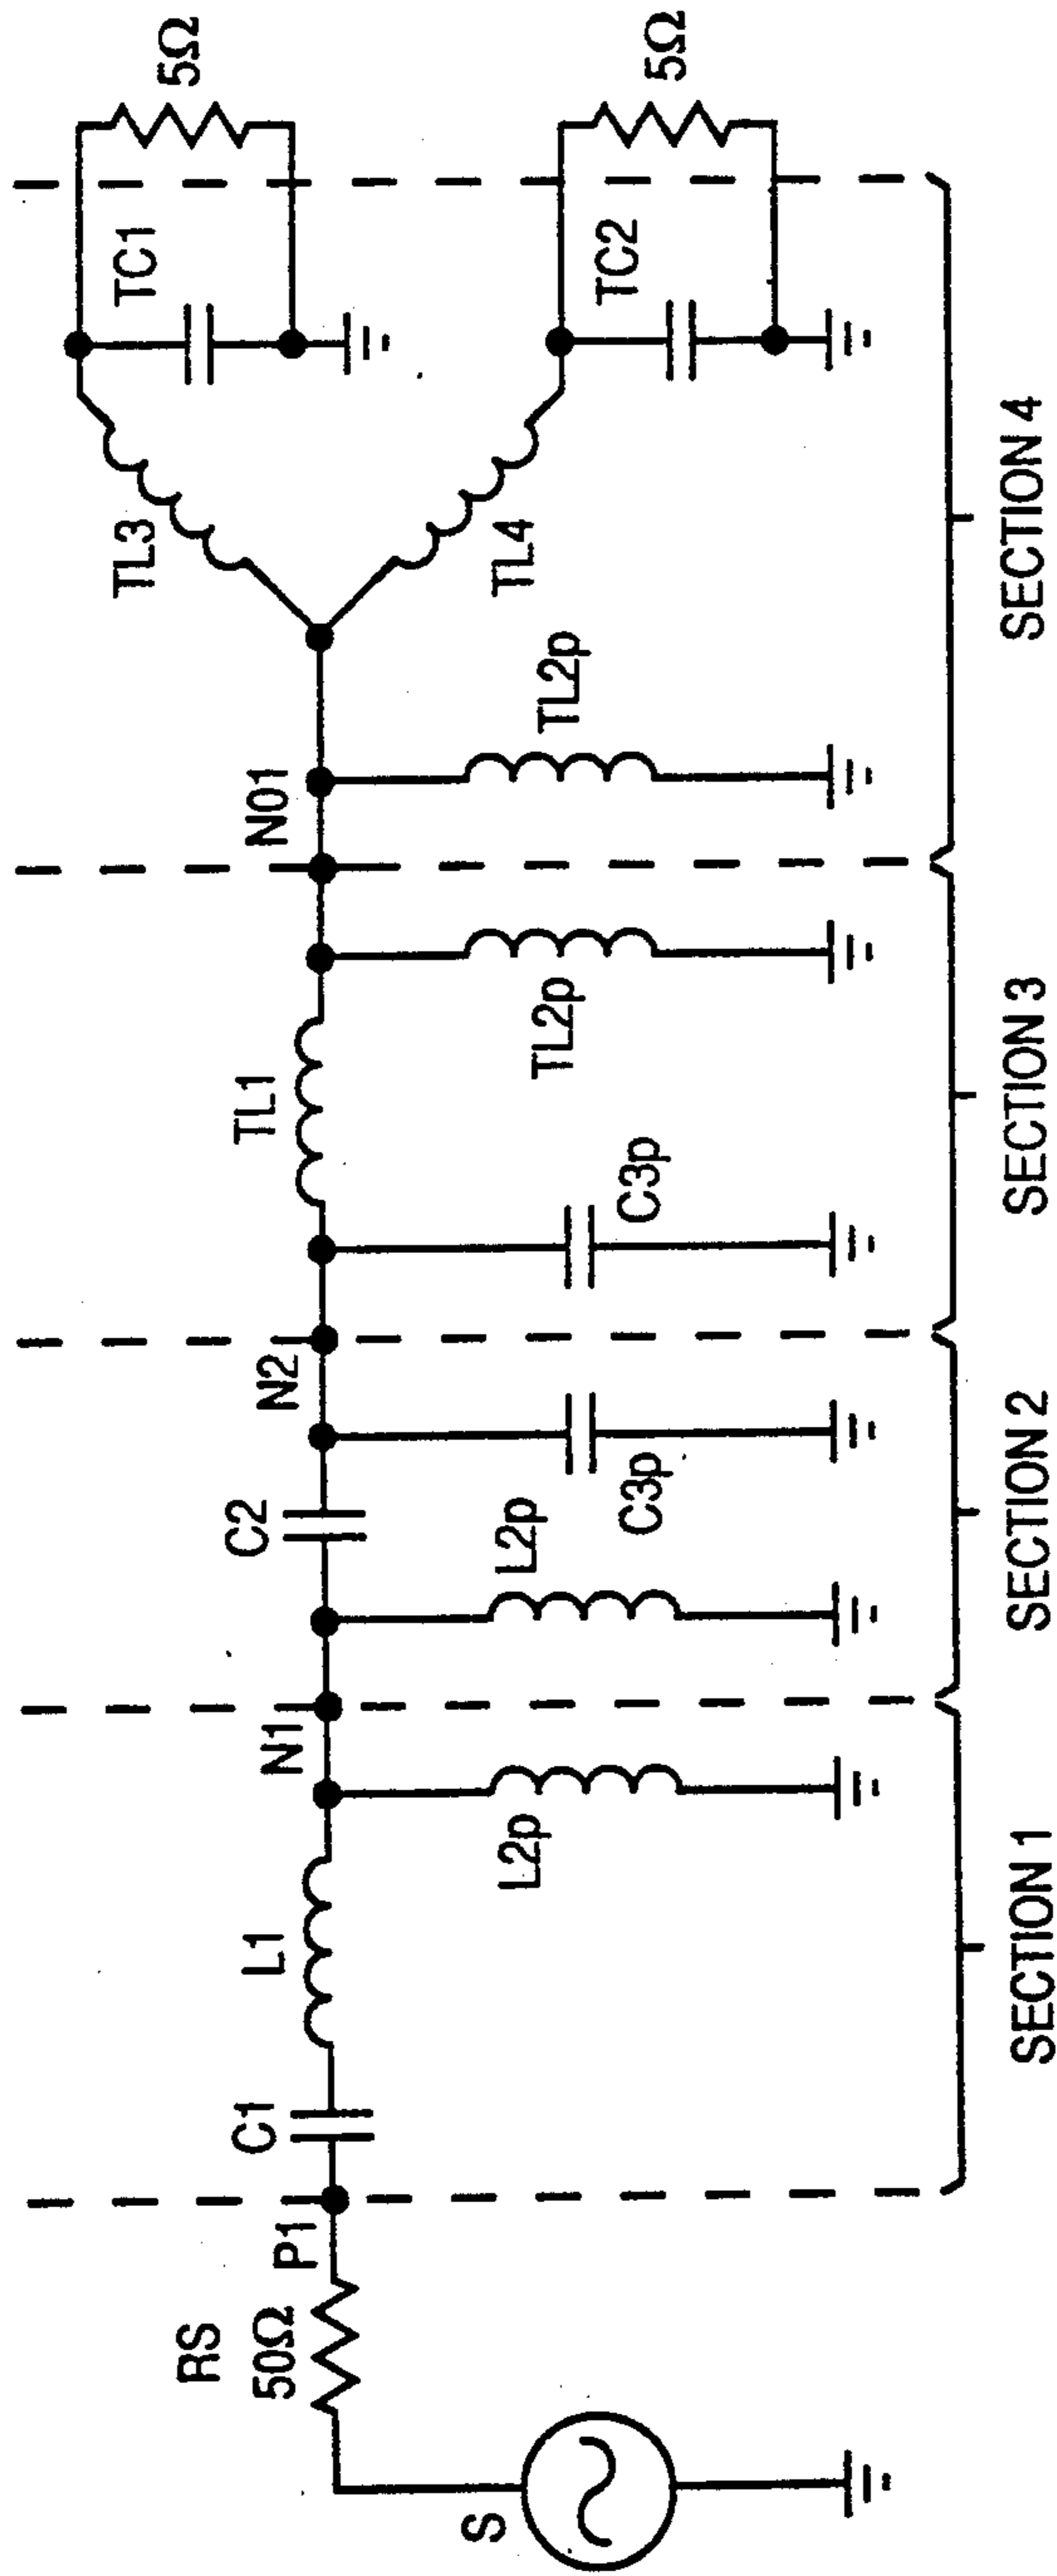 S
RS
50Ω
P1
C1
L1
L2p
N1
L2p
C2
C3p
N2
C3p
TL1
TL2p
N01
TL2p
TL3
TL4
TC1
TC2
5Ω
5Ω
SECTION 1
SECTION 2
SECTION 3
SECTION 4